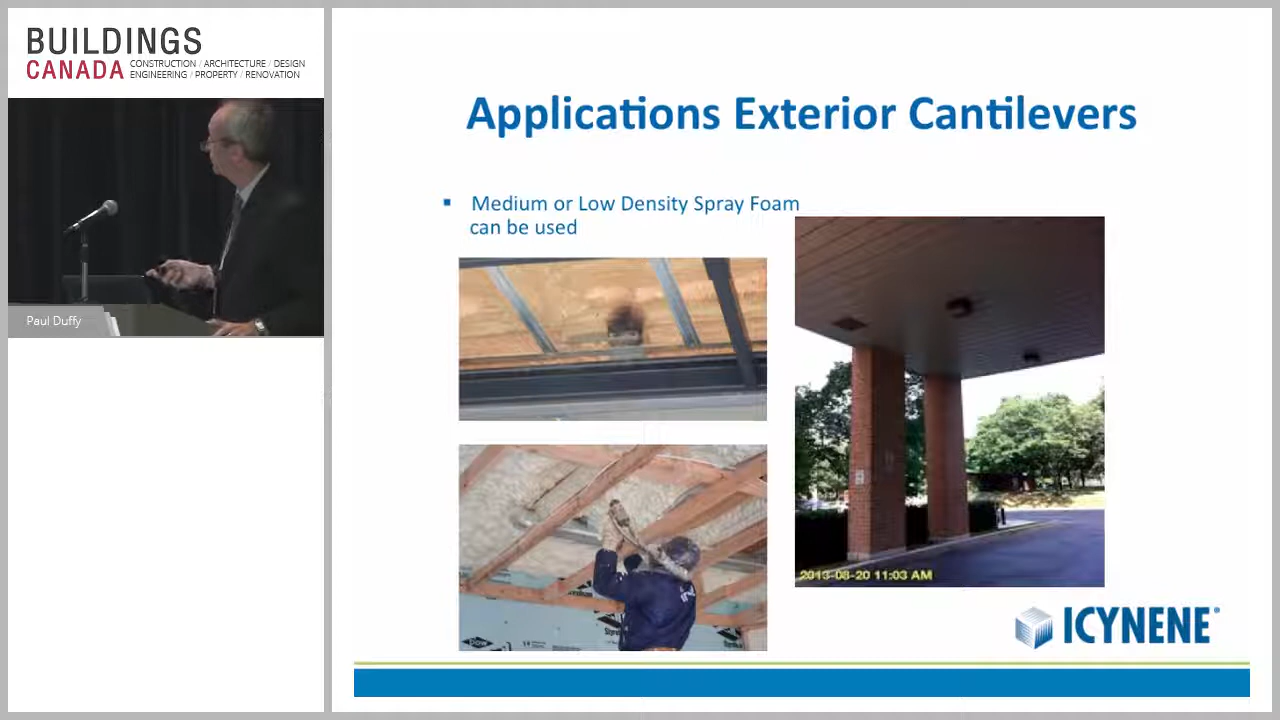 BUILDINGS
CANADA
CONSTRUCTION / ARCHITECTURE / DESIGN
ENGINEERING / PROPERTY / RENOVATION
Paul Duffy
Applications Exterior Cantilevers
▪ Medium or Low Density Spray Foam
can be used
2013-08-20 11:03 AM
ICYNENE®